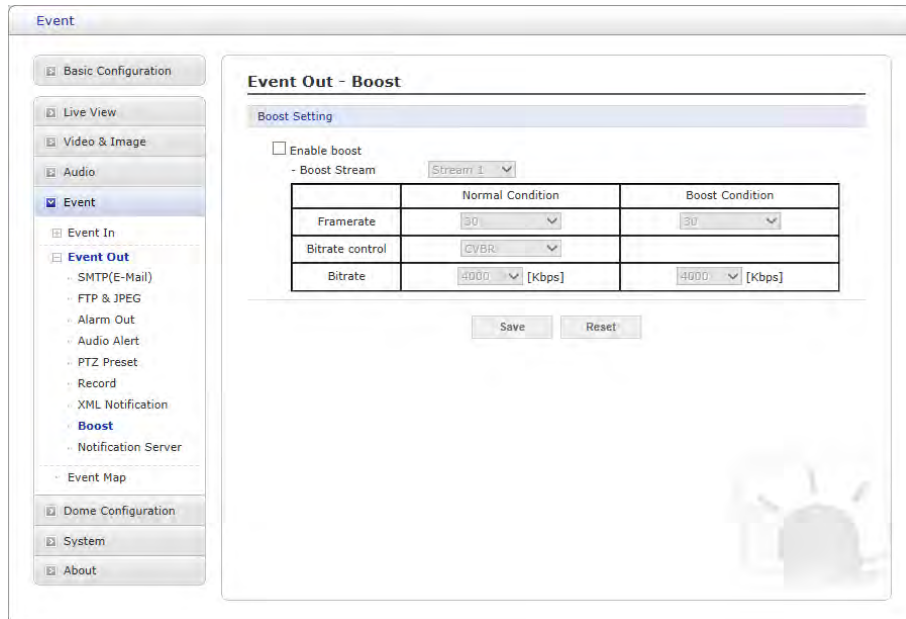 Event
Basic Configuration
Live View
Video & Image
Audio
Event
Event In
Event Out
SMTP(E-Mail)
FTP & JPEG
Alarm Out
Audio Alert
PTZ Preset
Record
XML Notification
Boost
Notification Server
Event Map
Dome Configuration
System
About
Event Out - Boost
Boost Setting
Enable boost
- Boost Stream Stream 1
Normal Condition Boost Condition
Framerate 30 30
Bitrate control CVBR
Bitrate 4000 [Kbps] 4000 [Kbps]
Save Reset